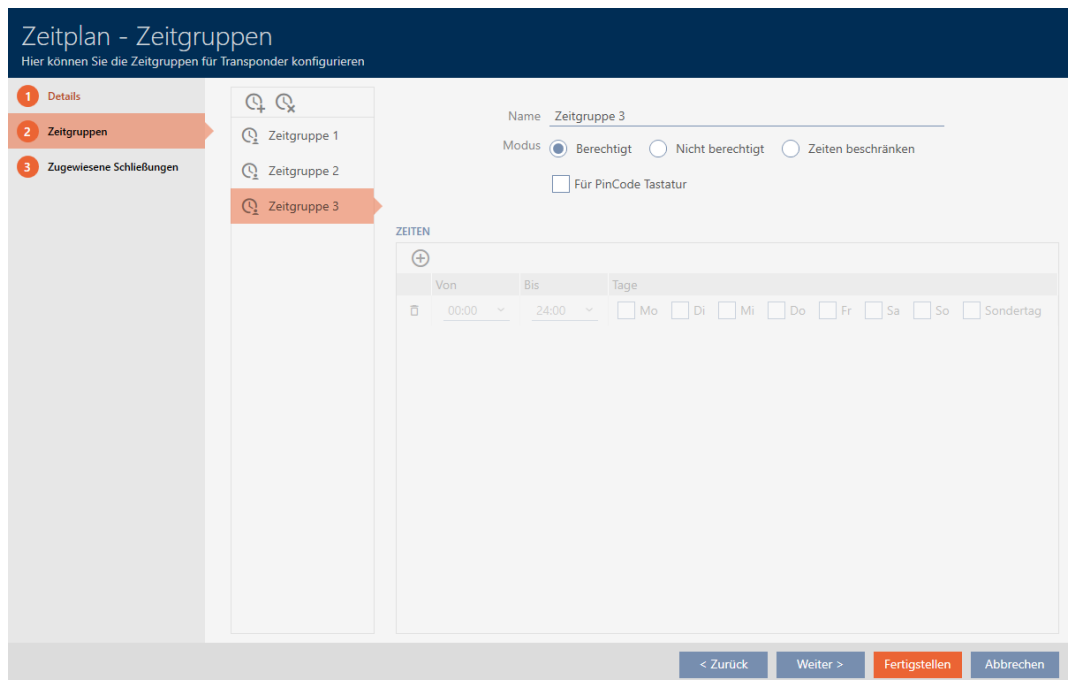 Zeitplan - Zeitgruppen
Hier können Sie die Zeitgruppen für Transponder konfigurieren
1 Details
2 Zeitgruppen
3 Zugewiesene Schließungen
Zeitgruppe 1
Zeitgruppe 2
Zeitgruppe 3
Name Zeitgruppe 3
Modus Berechtigt Nicht berechtigt Zeiten beschränken
Für PinCode Tastatur
ZEITEN
Von Bis Tage
00:00 24:00 Mo Di Mi Do Fr Sa So Sondertag
< Zurück Weiter > Fertigstellen Abbrechen